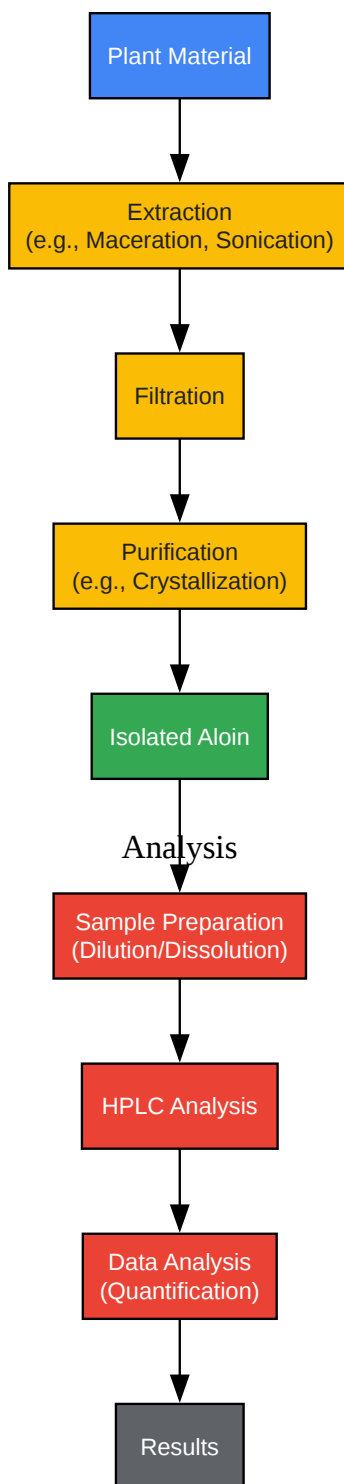 Plant Material
Extraction
(e.g., Maceration, Sonication)
Filtration
Purification
(e.g., Crystallization)
Isolated Aloin
Analysis
Sample Preparation
(Dilution/Dissolution)
HPLC Analysis
Data Analysis
(Quantification)
Results